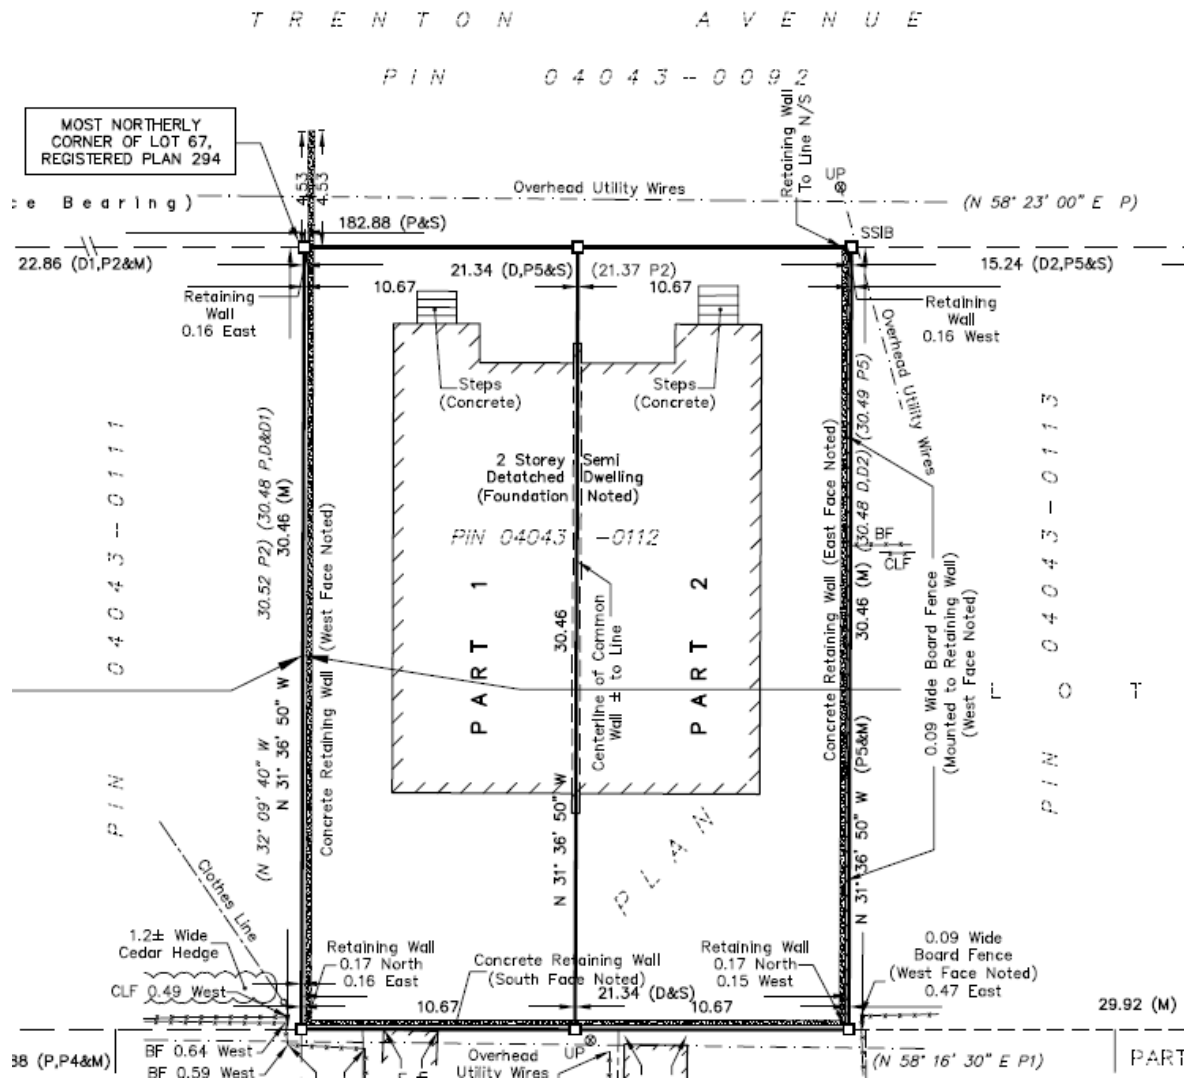 TRENTON AVENUE
PIN 04043-0092
MOST NORTHERLY
CORNER OF LOT 67,
REGISTERED PLAN 294
4.53
4.53
Retaining Wall
To Line N/S
UP
Overhead Utility Wires
ce Bearing)
(N 58° 23' 00" E P)
182.88 (P&S)
SSIB
22.86 (D1,P2&M)
21.34 (D,P5&S) (21.37 P2)
15.24 (D2,P5&S)
10.67
10.67
Retaining
Wall
0.16 East
Retaining
Wall
0.16 West
Overhead Utility Wires
Steps
(Concrete)
Steps
(Concrete)
2 Storey Semi
Detatched Dwelling
(Foundation Noted)
PIN 04043-0112
PART 1
PART 2
30.46
Centerline of Common
Wall ± to Line
N 31° 36' 50" W
PIN 04043-0111
30.52 P2) (30.48 P,D&D1)
30.46 (M)
(N 32° 09' 40" W
N 31° 36' 50" W
Concrete Retaining Wall (West Face Noted)
Concrete Retaining Wall (East Face Noted)
30.46 (M) (30.48 D,D2) (30.49 P5)
N 31° 36' 50" W (P5&M)
BF
CLF
0.09 Wide Board Fence
(Mounted to Retaining Wall)
(West Face Noted)
PIN 04043-0113
L O T
PLAN
Clothes Line
1.2± Wide
Cedar Hedge
CLF 0.49 West
Retaining Wall
0.17 North
0.16 East
Concrete Retaining Wall
(South Face Noted)
Retaining Wall
0.17 North
0.15 West
0.09 Wide
Board Fence
(West Face Noted)
0.47 East
10.67
21.34 (D&S)
10.67
29.92 (M)
BF 0.64 West
BF 0.59 West
88 (P,P4&M)
Overhead
Utility Wires
UP
(N 58° 16' 30" E P1)
PART